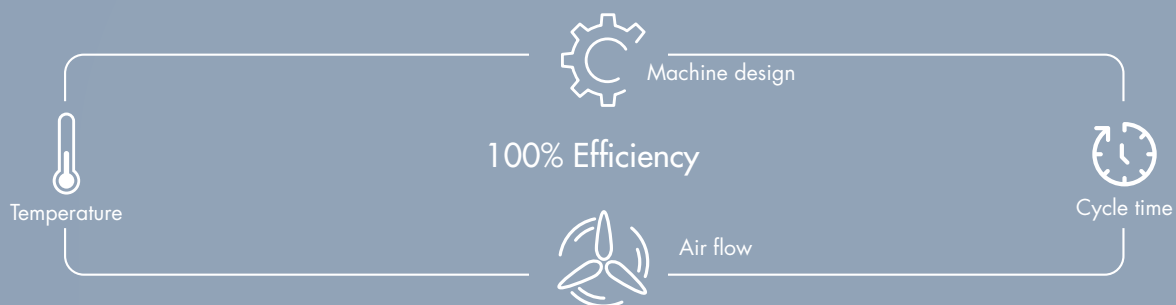 Machine design
100% Efficiency
Temperature
Cycle time
Air flow